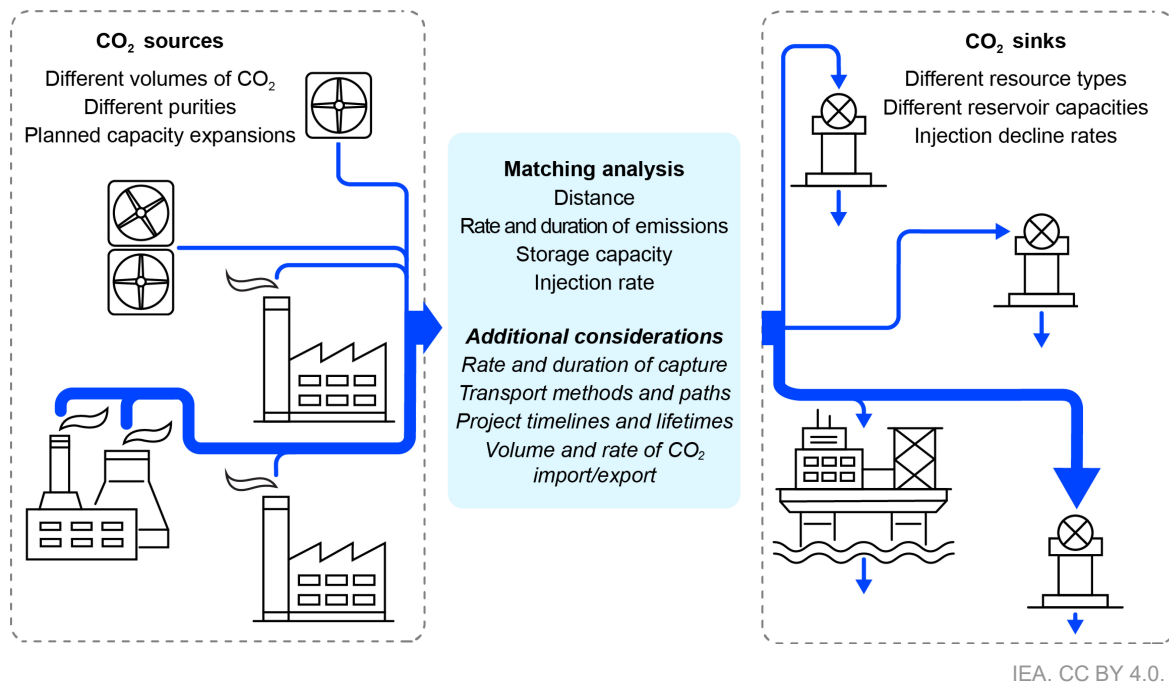 CO₂ sources
Different volumes of CO₂
Different purities
Planned capacity expansions
Matching analysis
Distance
Rate and duration of emissions
Storage capacity
Injection rate
Additional considerations
Rate and duration of capture
Transport methods and paths
Project timelines and lifetimes
Volume and rate of CO₂
import/export
CO₂ sinks
Different resource types
Different reservoir capacities
Injection decline rates
IEA. CC BY 4.0.